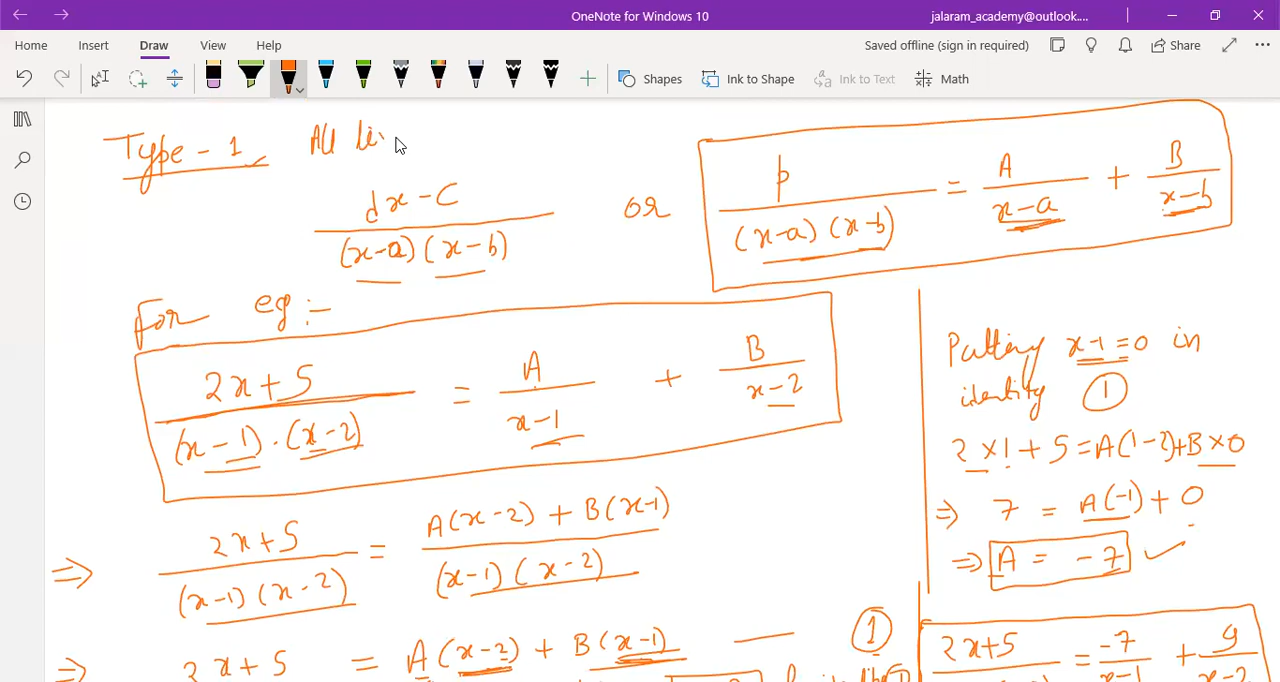 OneNote for Windows 10
jalaram_academy@outlook....
Home Insert Draw View Help
Saved offline (sign in required) Share
Shapes Ink to Shape Ink to Text Math
Type - 1 All
dx - c / (x-a)(x-b) or p / (x-a)(x-b) = A / x-a + B / x-b
For eg :-
2x+5 / (x-1)·(x-2) = A / x-1 + B / x-2
⇒ 2x+5 / (x-1)(x-2) = A(x-2) + B(x-1) / (x-1)(x-2)
⇒ 2x+5 = A(x-2) + B(x-1) — ①
Putting x-1=0 in
identity ①
2×1+5=A(1-2)+B×0
⇒ 7 = A(-1) + 0
⇒ A = -7 ✓
2x+5 = -7 / x-1 + 9 / x-2